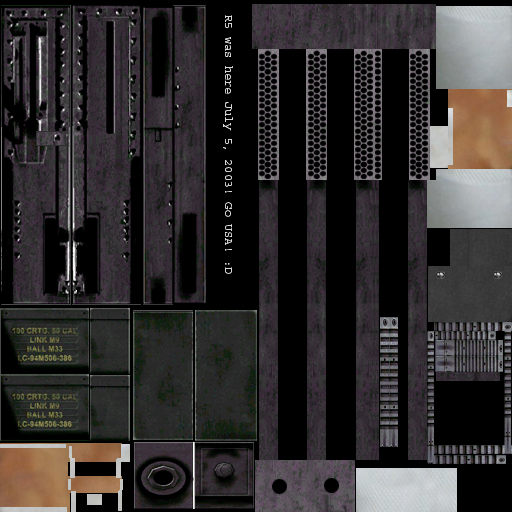 R5 was here July 5, 2003! Go USA! :D
100 CRTG. 50 CAL
LINK M9
BALL M33
LC-94M506-386
100 CRTG. 50 CAL
LINK M9
BALL M33
LC-94M506-386